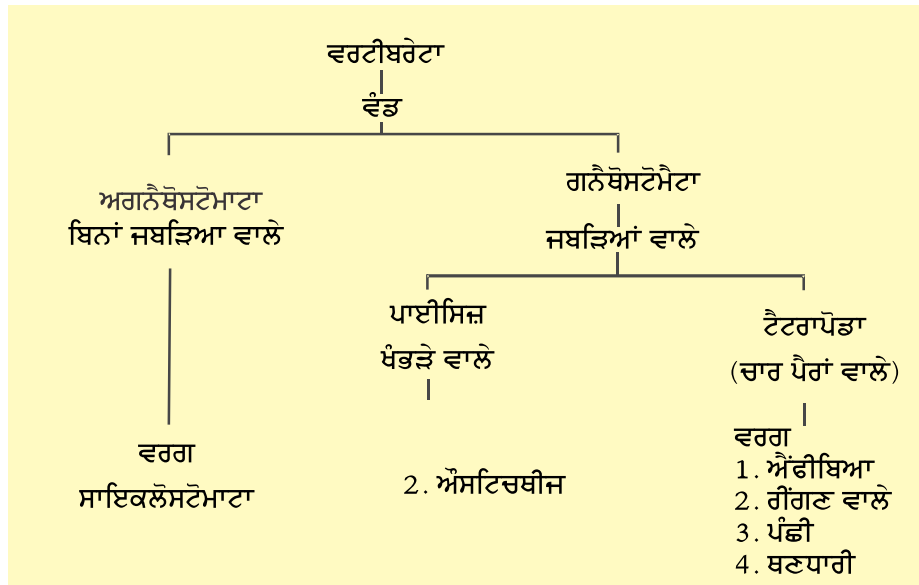 ਵਰਟੀਬਰੇਟਾ
ਵੰਡ
ਅਗਨੈਥੋਸਟੋਮਾਟਾ
ਬਿਨਾਂ ਜਬੜਿਆ ਵਾਲੇ
ਗਨੈਥੋਸਟੋਮੈਟਾ
ਜਬੜਿਆਂ ਵਾਲੇ
ਪਾਈਸਿਜ਼
ਖੰਭੜੇ ਵਾਲੇ
ਟੈਟਰਾਪੋਡਾ
(ਚਾਰ ਪੈਰਾਂ ਵਾਲੇ)
ਵਰਗ
ਸਾਇਕਲੋਸਟੋਮਾਟਾ
2. ਔਸਟਿਚਥੀਜ
ਵਰਗ
1. ਐਂਫੀਬਿਆ
2. ਰੀਂਗਣ ਵਾਲੇ
3. ਪੰਛੀ
4. ਥਣਧਾਰੀ